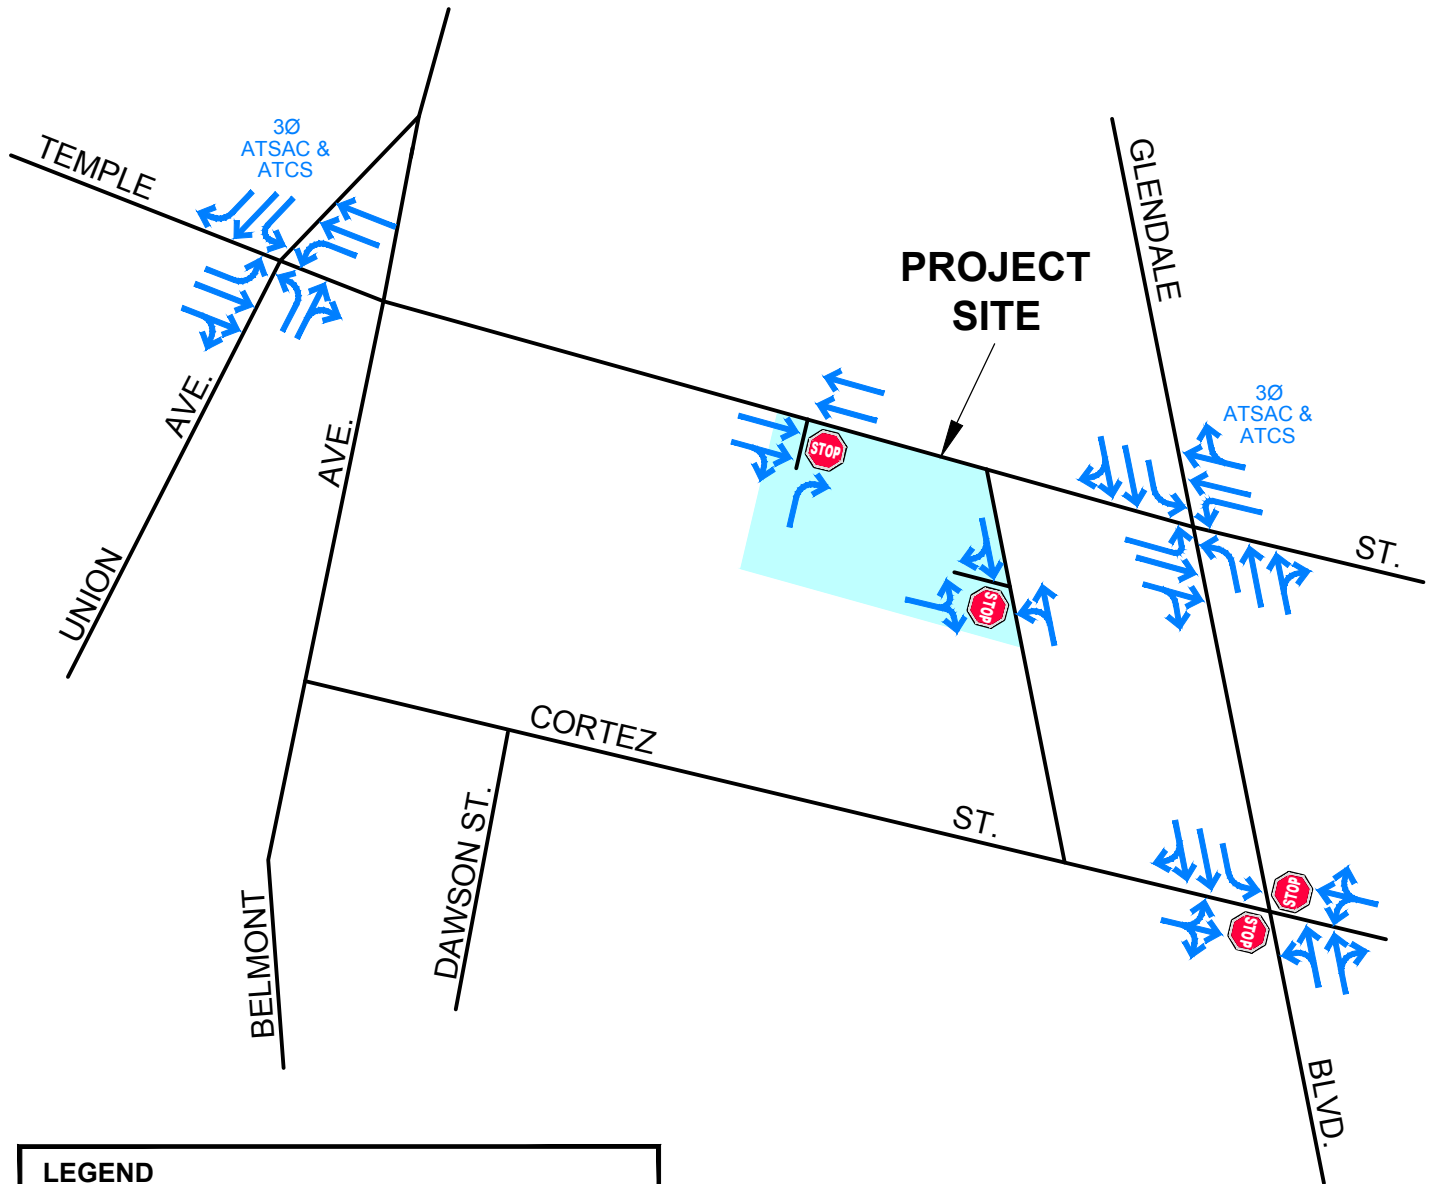 TEMPLE
3Ø
ATSAC &
ATCS
GLENDALE
PROJECT
SITE
3Ø
ATSAC &
ATCS
AVE.
AVE.
STOP
ST.
UNION
STOP
CORTEZ
ST.
DAWSON ST.
STOP
STOP
BELMONT
BLVD.
LEGEND